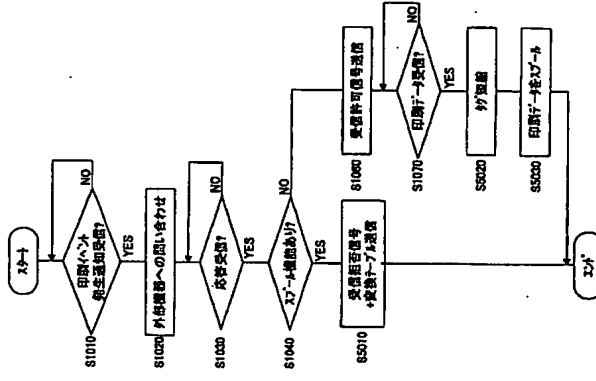 スタート
印刷イベント
発生通知受信?
NO
S1010
YES
外部機器への問い合わせ
S1020
応答受信?
NO
S1030
YES
スプール機能あり?
NO
S1040
YES
受信拒否信号
+変換テーブル送信
S5010
受信許可信号送信
S1060
印刷データ受信?
NO
S1070
YES
タグ短縮
S5020
印刷データをスプール
S5030
エンド